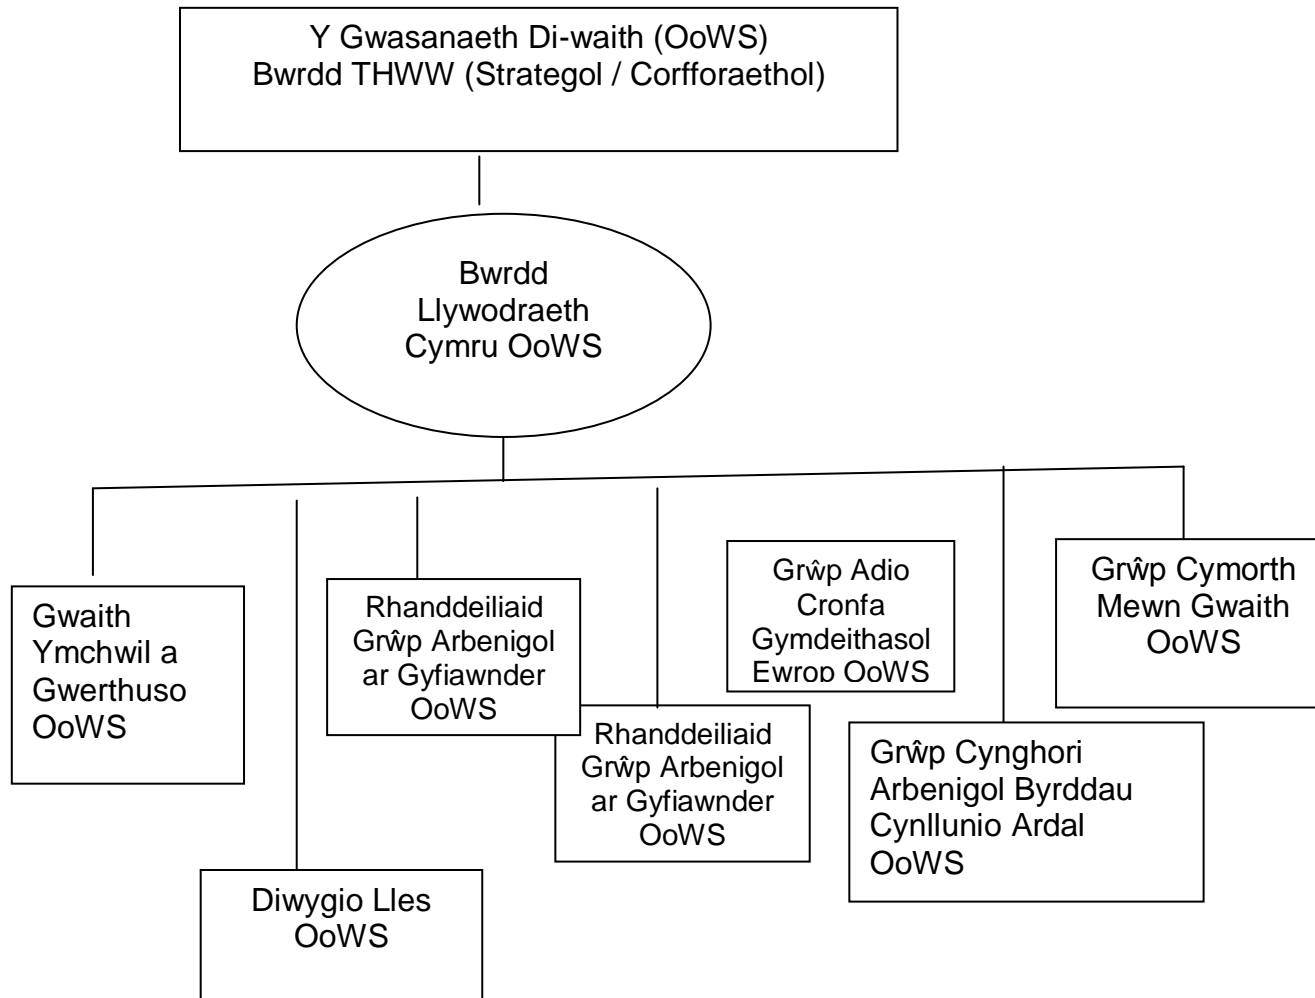 Y Gwasanaeth Di-waith (OoWS)
Bwrdd THWW (Strategol / Corfforaethol)
Bwrdd
Llywodraeth
Cymru OoWS
Gwaith
Ymchwil a
Gwerthuso
OoWS
Rhanddeiliaid
Grŵp Arbenigol
ar Gyfiawnder
OoWS
Rhanddeiliaid
Grŵp Arbenigol
ar Gyfiawnder
OoWS
Grŵp Adio
Cronfa
Gymdeithasol
Ewrop OoWS
Grŵp Cymorth
Mewn Gwaith
OoWS
Grŵp Cynghori
Arbenigol Byrddau
Cynllunio Ardal
OoWS
Diwygio Lles
OoWS